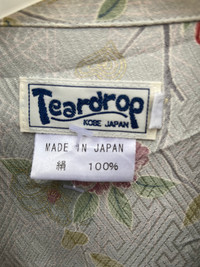 Teardrop
KOBE JAPAN
MADE IN JAPAN
絹 100%